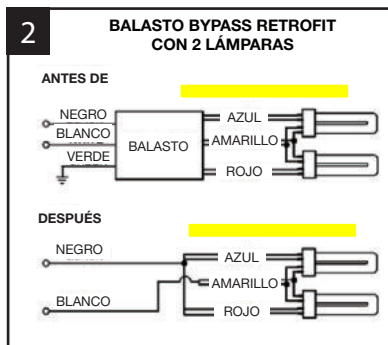 2
BALASTO BYPASS RETROFIT
CON 2 LÁMPARAS
ANTES DE
NEGRO
BLANCO
VERDE
BALASTO
AZUL
AMARILLO
ROJO
DESPUÉS
NEGRO
BLANCO
AZUL
AMARILLO
ROJO